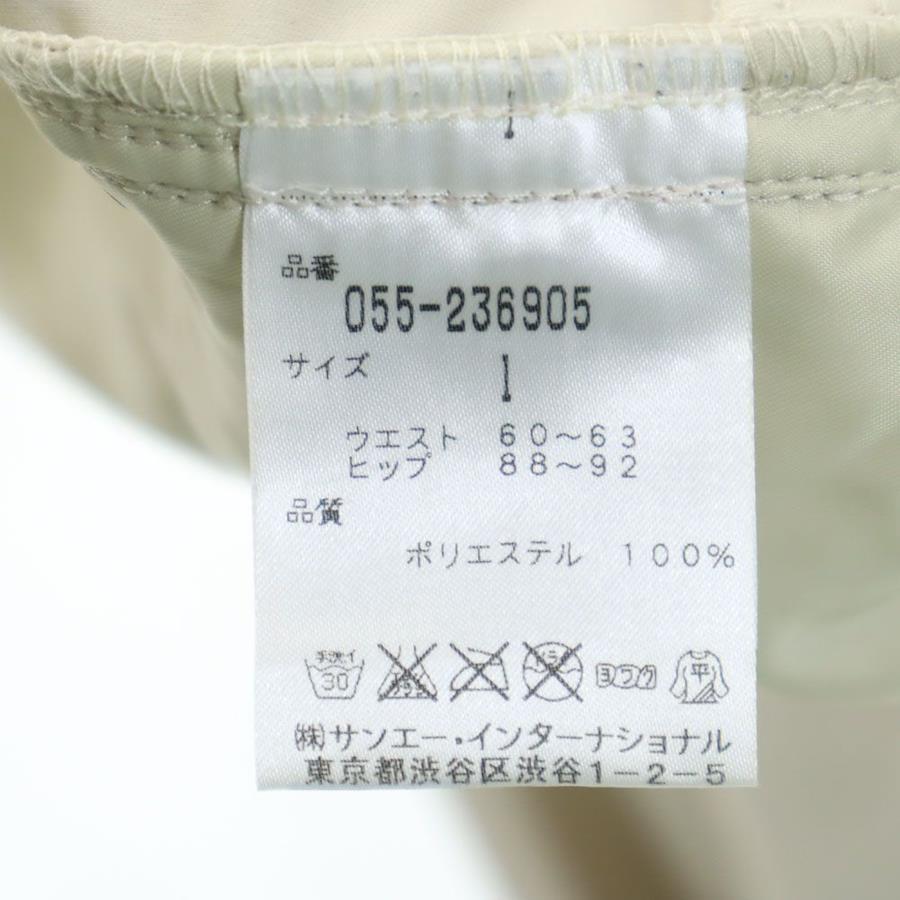 品番
055-236905
サイズ 1
ウエスト 60～63
ヒップ 88～92
品質
ポリエステル 100%
手洗イ
30
ヨワク
平
㈱サンエー・インターナショナル
東京都渋谷区渋谷1-2-5